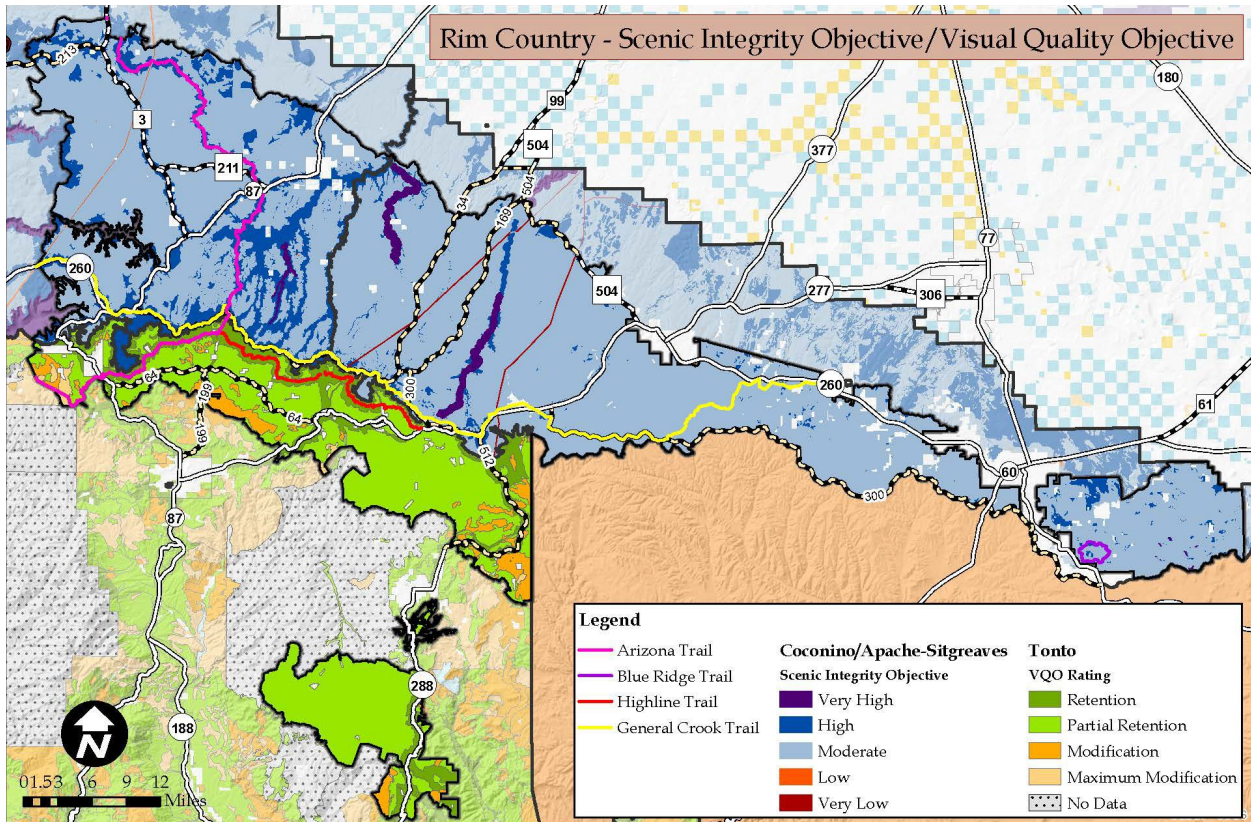 Rim Country - Scenic Integrity Objective/Visual Quality Objective
213
180
99
3
504
377
211
87
34
504
169
77
260
504
277
306
64
300
260
61
199
64
512
60
300
199
87
288
188
Legend
Arizona Trail
Blue Ridge Trail
Highline Trail
General Crook Trail
Coconino/Apache-Sitgreaves
Scenic Integrity Objective
Very High
High
Moderate
Low
Very Low
Tonto
VQO Rating
Retention
Partial Retention
Modification
Maximum Modification
No Data
N
01.53 6 9 12
Miles